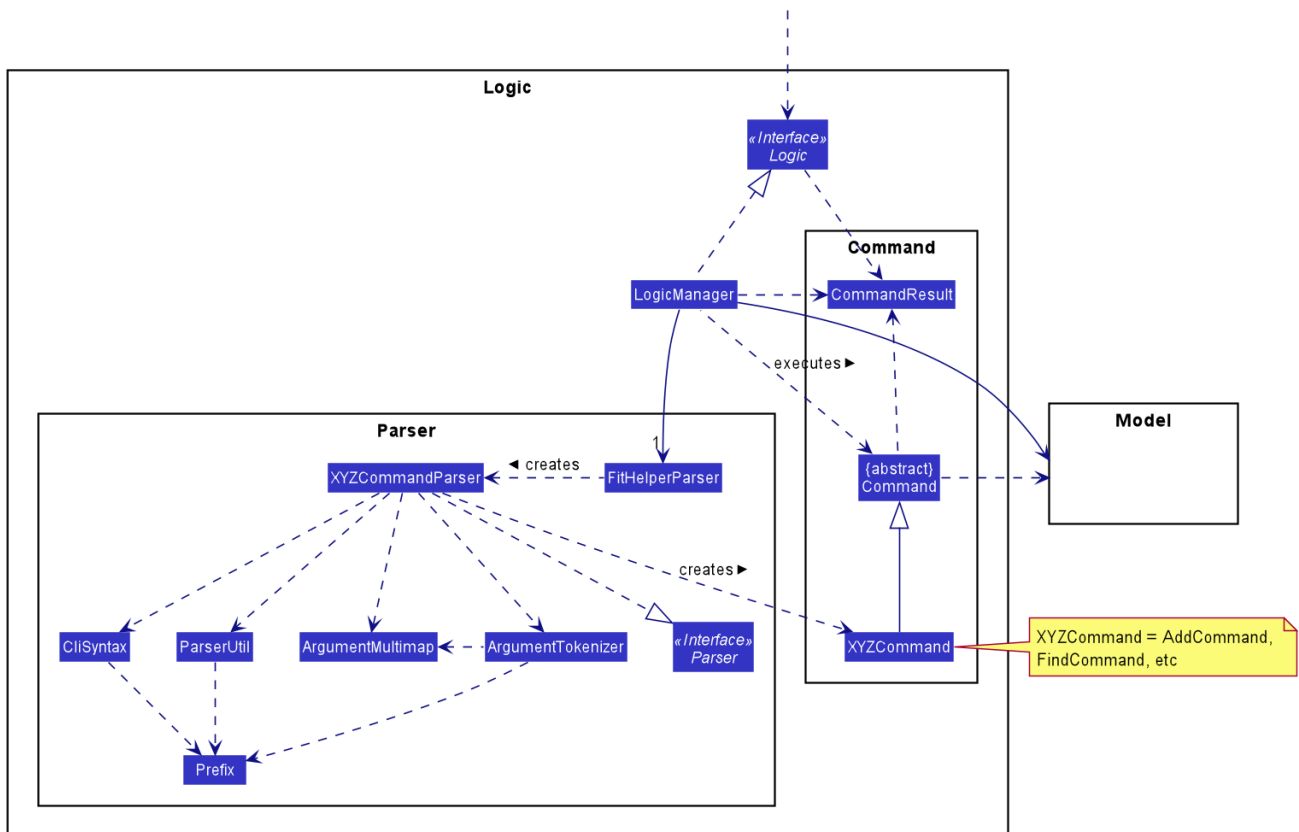 Logic
«Interface»
Logic
Command
LogicManager
CommandResult
executes ►
Parser
Model
1
XYZCommandParser
◄ creates
FitHelperParser
{abstract}
Command
creates ►
CliSyntax
ParserUtil
ArgumentMultimap
ArgumentTokenizer
«Interface»
Parser
XYZCommand
XYZCommand = AddCommand,
FindCommand, etc
Prefix